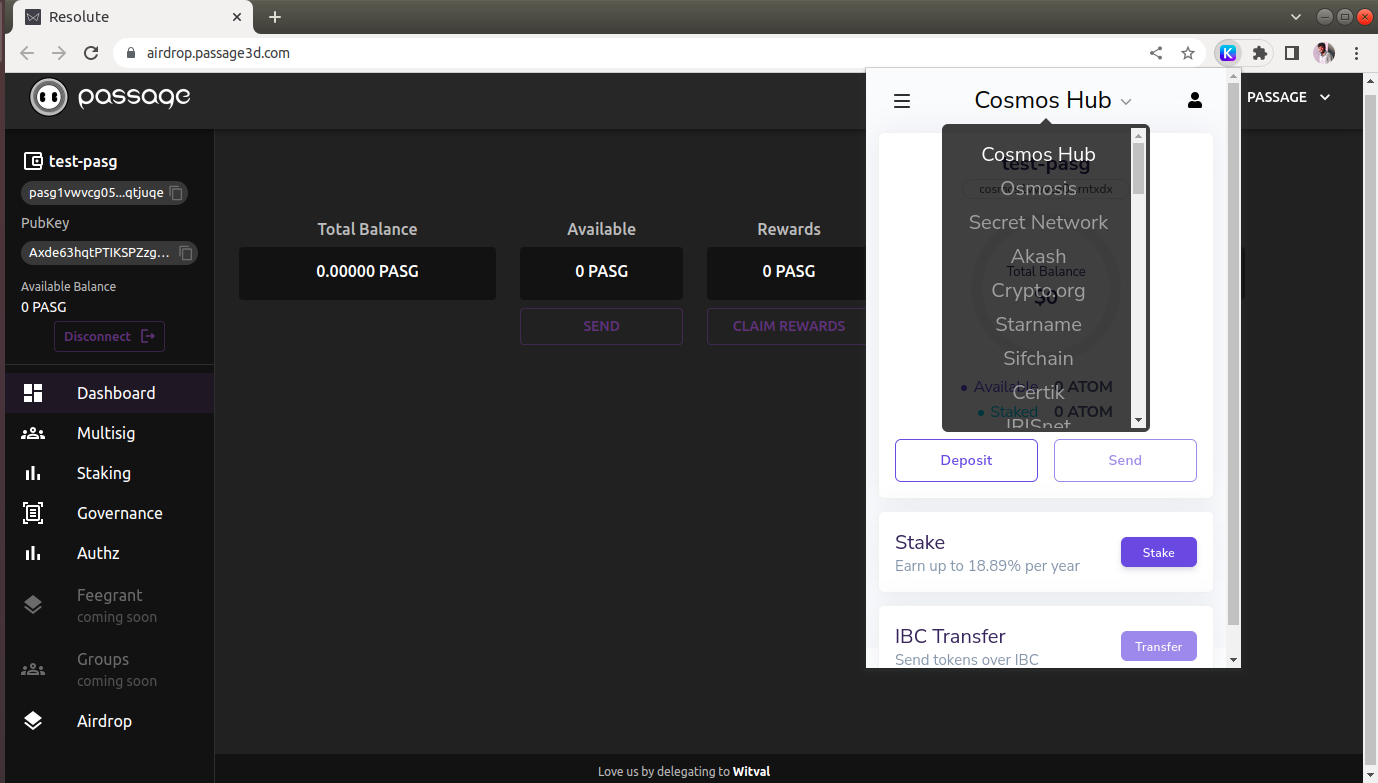 Resolute
airdrop.passage3d.com
K
passage
PASSAGE
test-pasg
pasg1vwvcg05...qtjuqe
PubKey
Axde63hqtPTIKSPZzg...
Available Balance
0 PASG
Disconnect
Dashboard
Multisig
Staking
Governance
Authz
Feegrant
coming soon
Groups
coming soon
Airdrop
Total Balance
0.00000 PASG
Available
0 PASG
SEND
Rewards
0 PASG
CLAIM REWARDS
Cosmos Hub
Cosmos Hub
test-pasg
Osmosis
Secret Network
Akash
Total Balance
Crypto.org
$0
Starname
Sifchain
Certik
IRISnet
Available 0 ATOM
Staked 0 ATOM
Deposit
Send
Stake
Earn up to 18.89% per year
Stake
IBC Transfer
Send tokens over IBC
Transfer
Love us by delegating to Witval